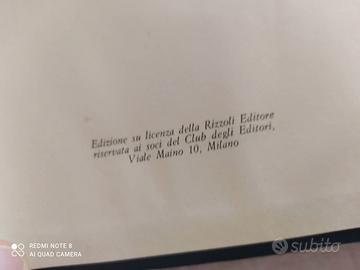 Edizione su licenza della Rizzoli Editore
riservata ai soci del Club degli Editori,
Viale Maino 10, Milano
REDMI NOTE 8
AI QUAD CAMERA
subito